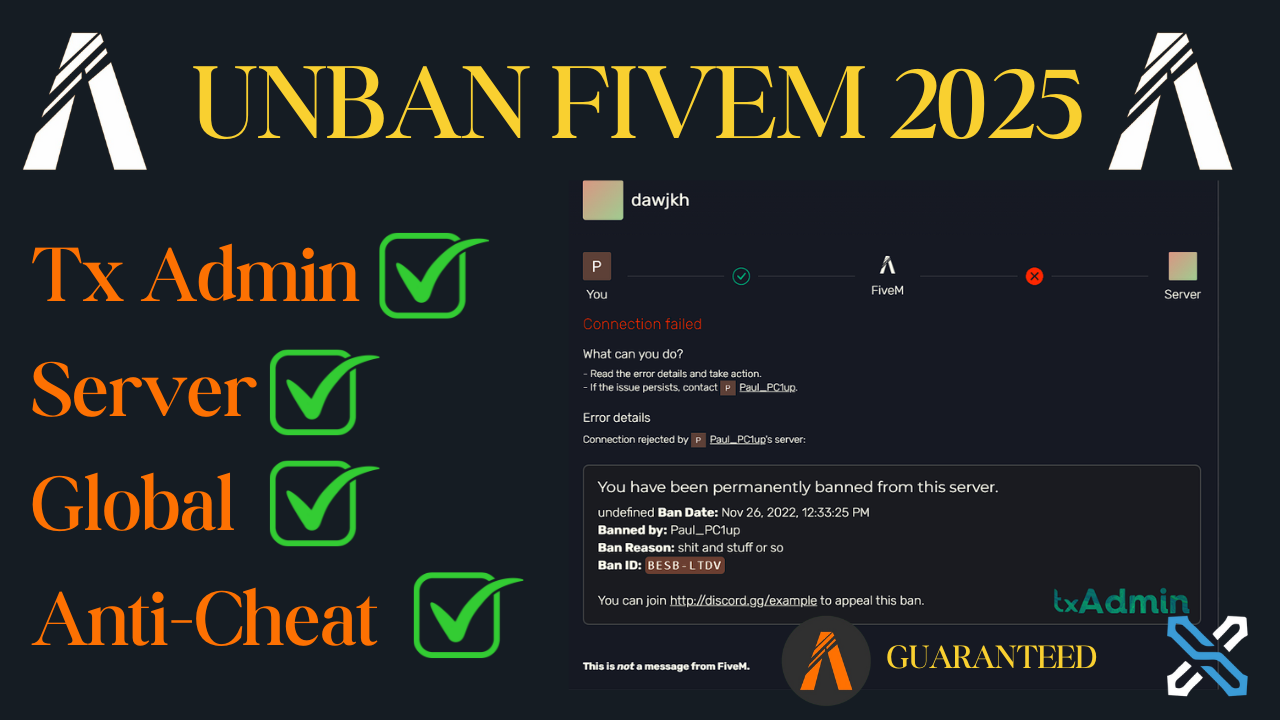 UNBAN FIVEM 2025
Tx Admin
Server
Global
Anti-Cheat
dawjkh
P
You
FiveM
Server
Connection failed
What can you do?
- Read the error details and take action.
- If the issue persists, contact P Paul_PC1up.
Error details
Connection rejected by P Paul_PC1up's server:
You have been permanently banned from this server.
undefined Ban Date: Nov 26, 2022, 12:33:25 PM
Banned by: Paul_PC1up
Ban Reason: shit and stuff or so
Ban ID: BESB-LTDV
You can join http://discord.gg/example to appeal this ban.
txAdmin
This is not a message from FiveM.
GUARANTEED